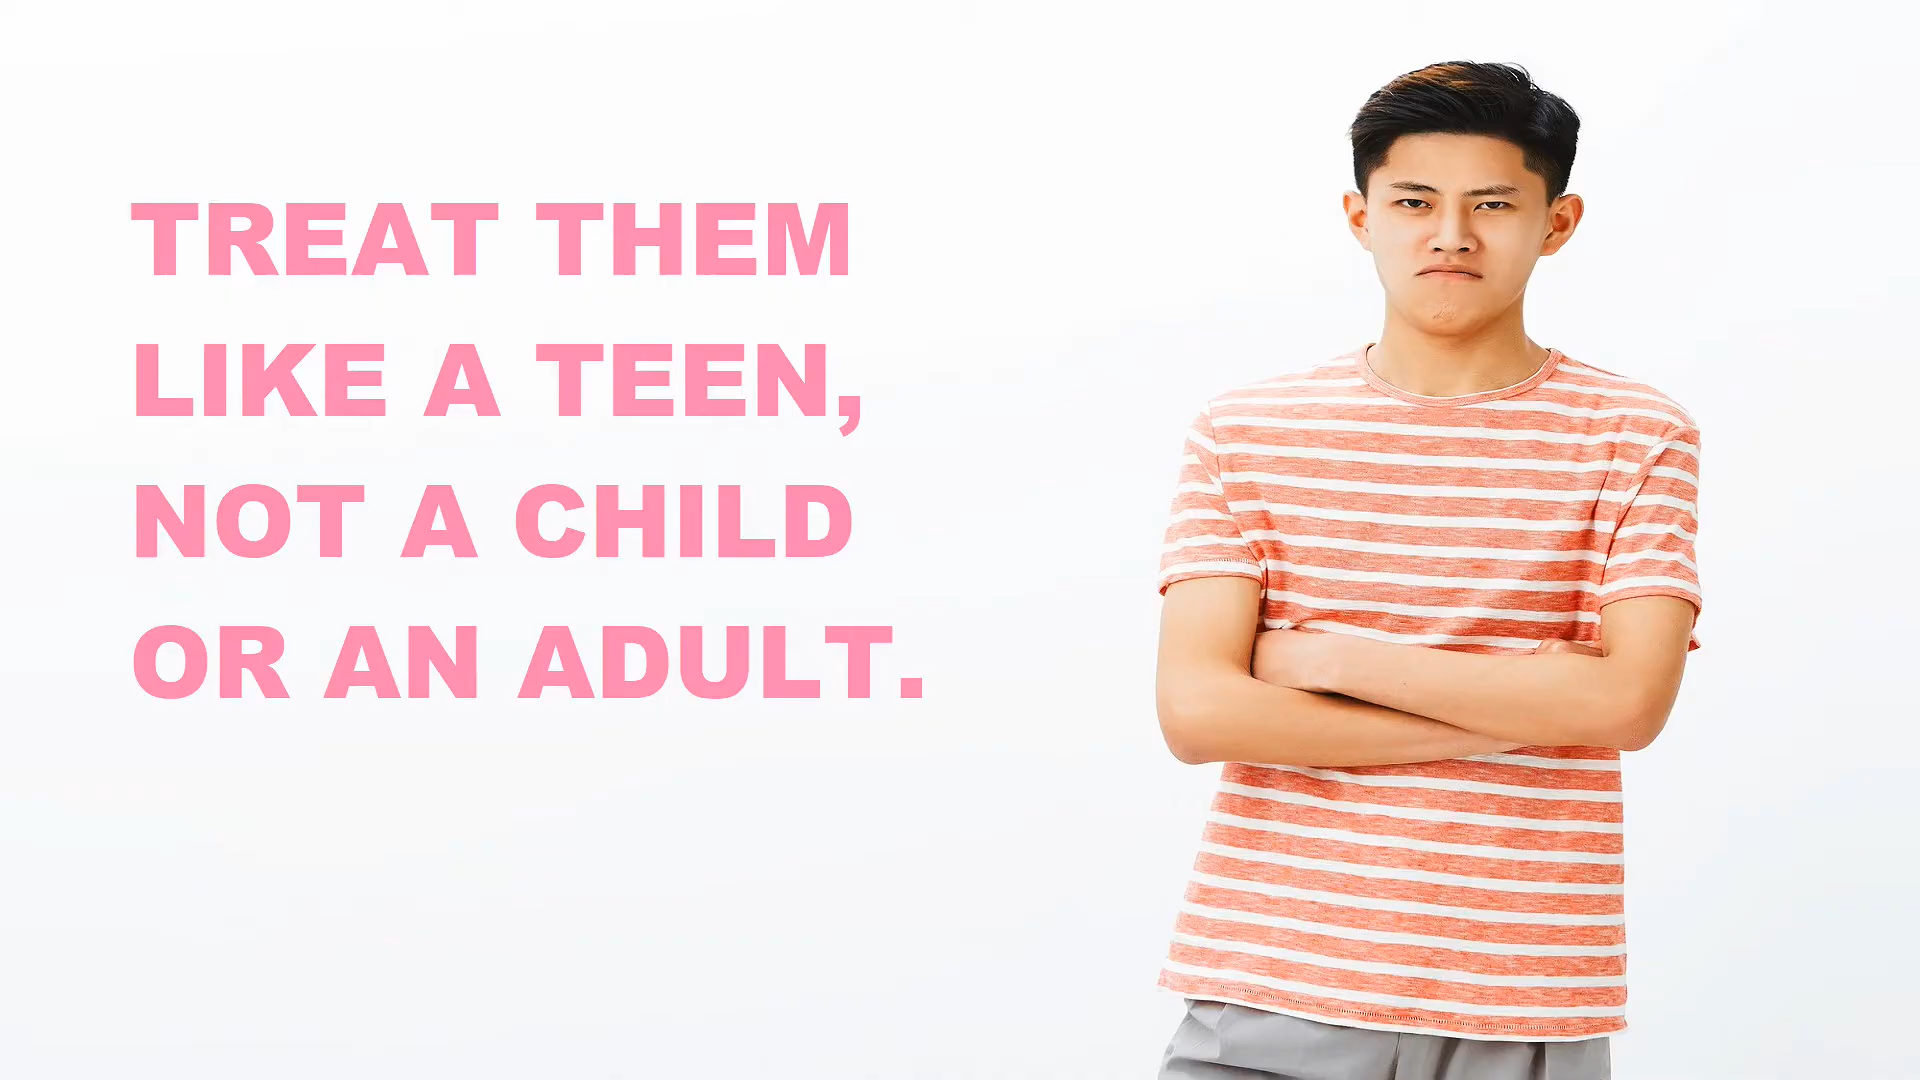 TREAT THEM
LIKE A TEEN,
NOT A CHILD
OR AN ADULT.